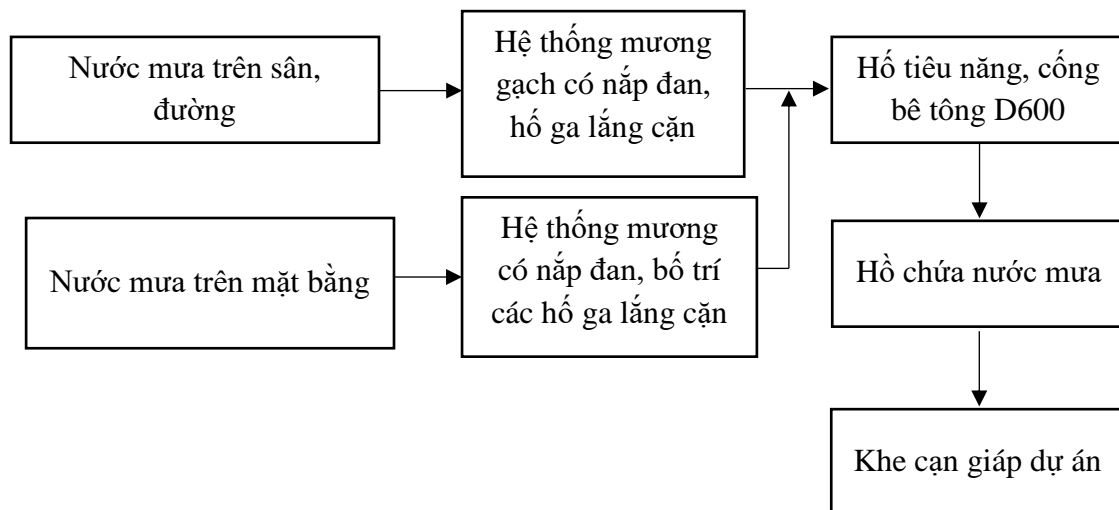 Nước mưa trên sân,
đường
Hệ thống mương
gạch có nắp đan,
hố ga lắng cặn
Hố tiêu năng, cống
bê tông D600
Nước mưa trên mặt bằng
Hệ thống mương
có nắp đan, bố trí
các hố ga lắng cặn
Hồ chứa nước mưa
Khe cạn giáp dự án